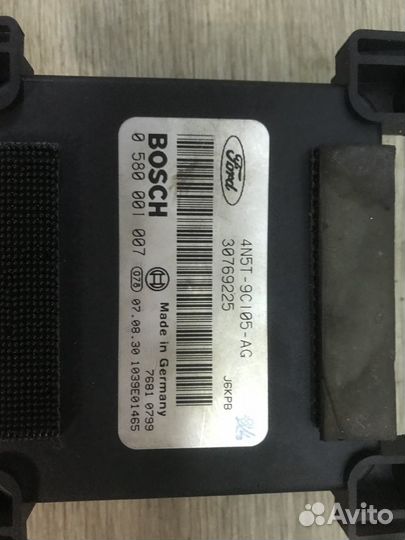 Ford
4N5T-9C105-AG
30769225
J6KPB
BOSCH
0 580 001 007
Made in Germany
7681 0799
078 07.08.30 1039E01465
Avito